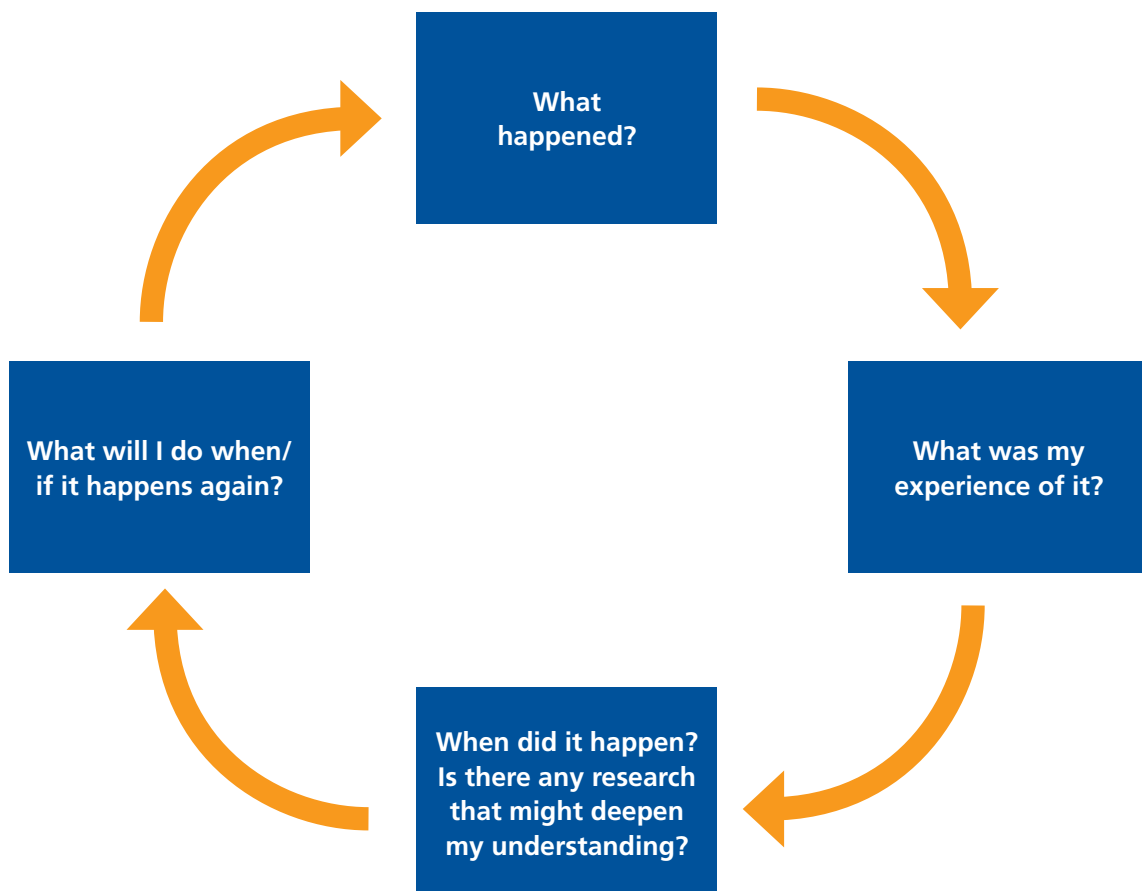 What
happened?
What was my
experience of it?
When did it happen?
Is there any research
that might deepen
my understanding?
What will I do when/
if it happens again?